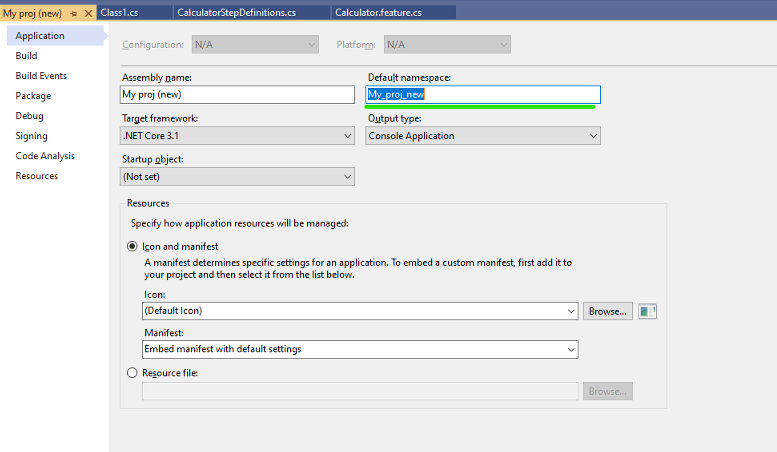 My proj (new)
Class1.cs
CalculatorStepDefinitions.cs
Calculator.feature.cs
Application
Build
Build Events
Package
Debug
Signing
Code Analysis
Resources
Configuration: N/A Platform: N/A
Assembly name: Default namespace:
My proj (new) My_proj_new
Target framework: Output type:
.NET Core 3.1 Console Application
Startup object:
(Not set)
Resources
Specify how application resources will be managed:
Icon and manifest
A manifest determines specific settings for an application. To embed a custom manifest, first add it to
your project and then select it from the list below.
Icon:
(Default Icon) Browse...
Manifest:
Embed manifest with default settings
Resource file:
Browse...